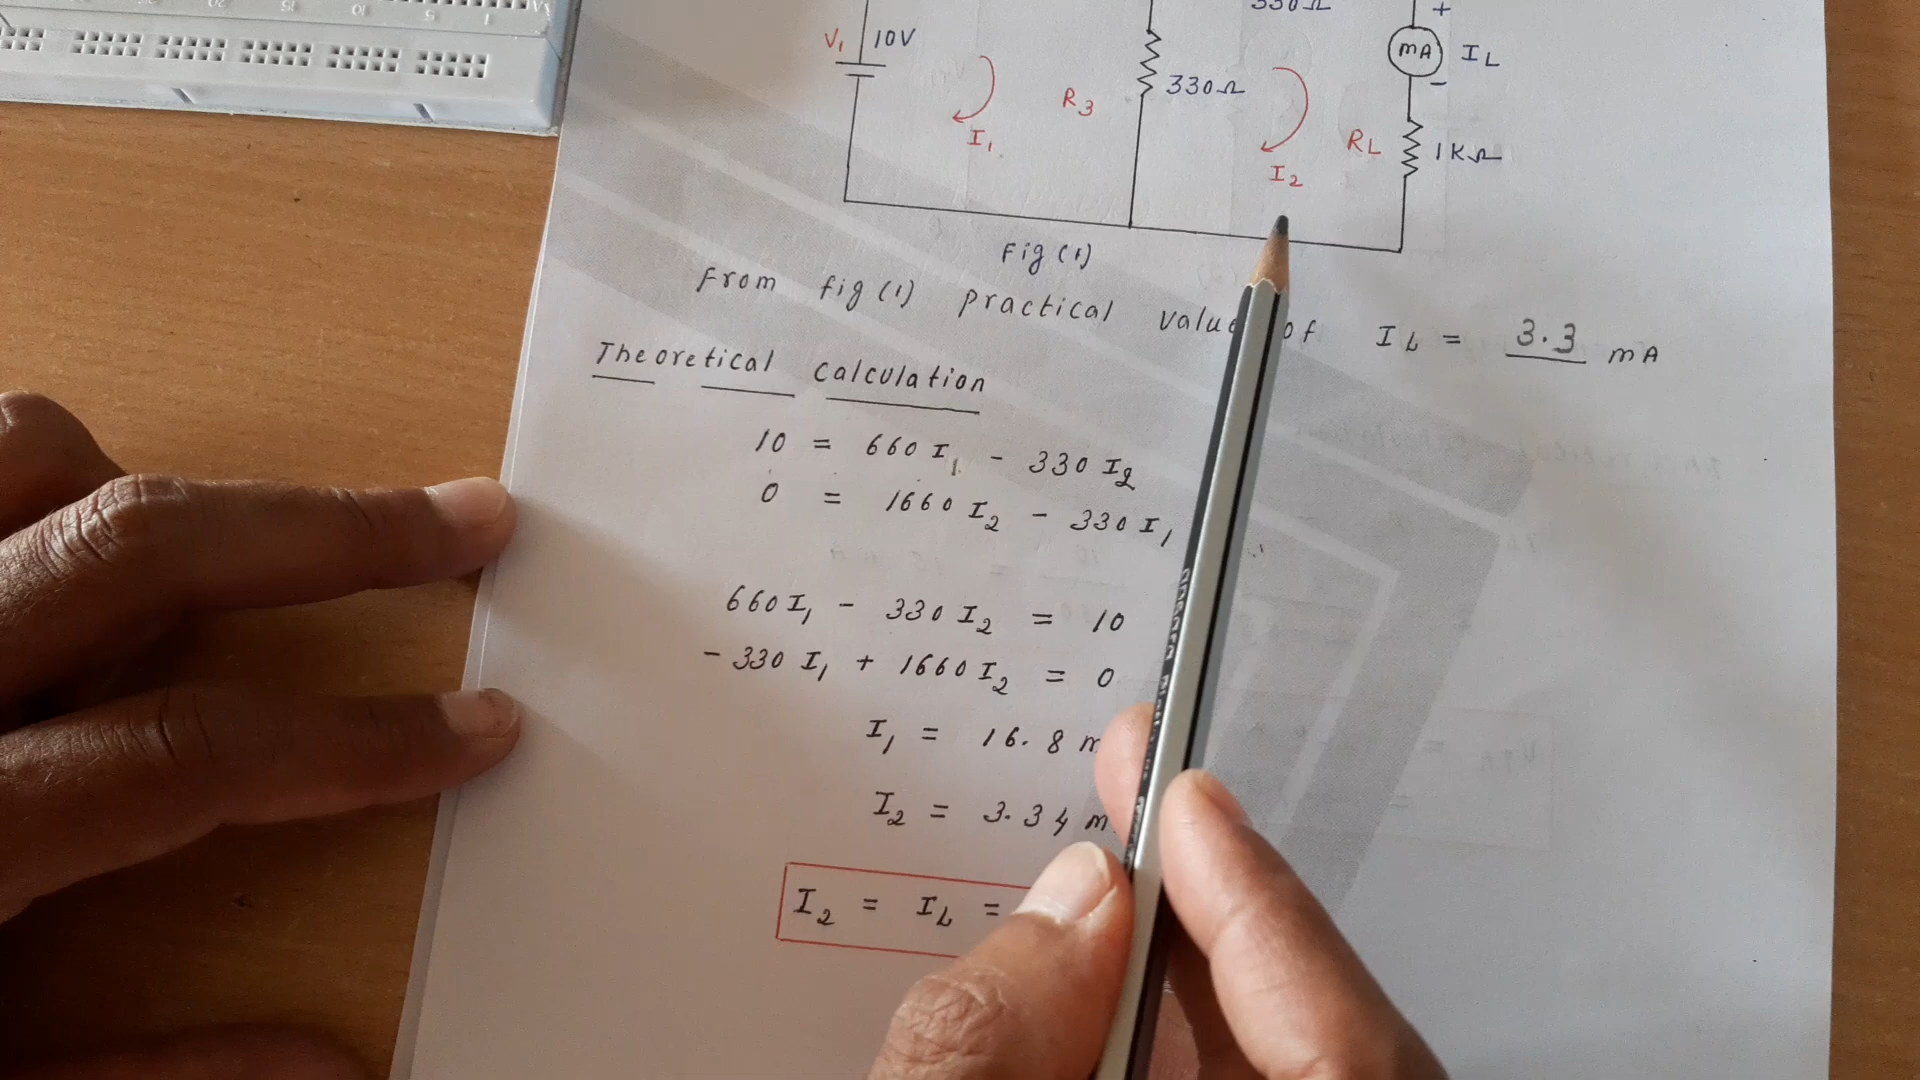 330Ω
+
V1 10V
mA IL
330Ω
-
R3
I1
RL 1KΩ
I2
Fig (1)
From fig (1) practical value of IL = 3.3 mA
Theoretical calculation
10 = 660 I1 - 330 I2
0 = 1660 I2 - 330 I1
660 I1 - 330 I2 = 10
- 330 I1 + 1660 I2 = 0
I1 = 16.8 m
I2 = 3.34 m
I2 = IL =